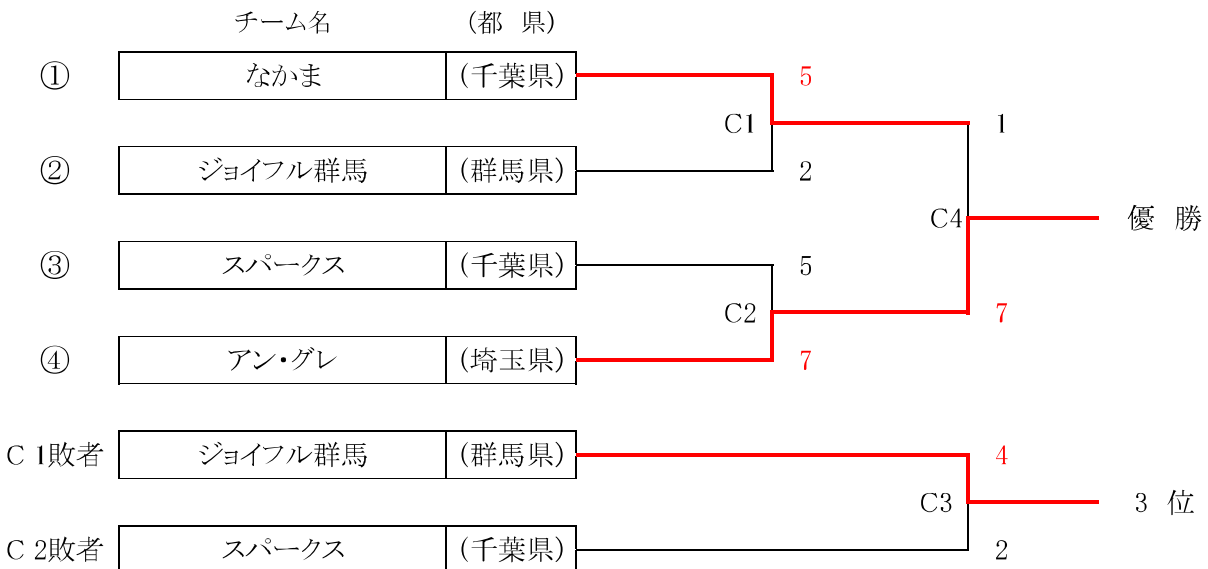 チーム名 (都 県)
① なかま (千葉県) 5
C1 1
② ジョイフル群馬 (群馬県) 2
C4 優 勝
③ スパークス (千葉県) 5
C2 7
④ アン・グレ (埼玉県) 7
C 1敗者 ジョイフル群馬 (群馬県) 4
C3 3 位
C 2敗者 スパークス (千葉県) 2